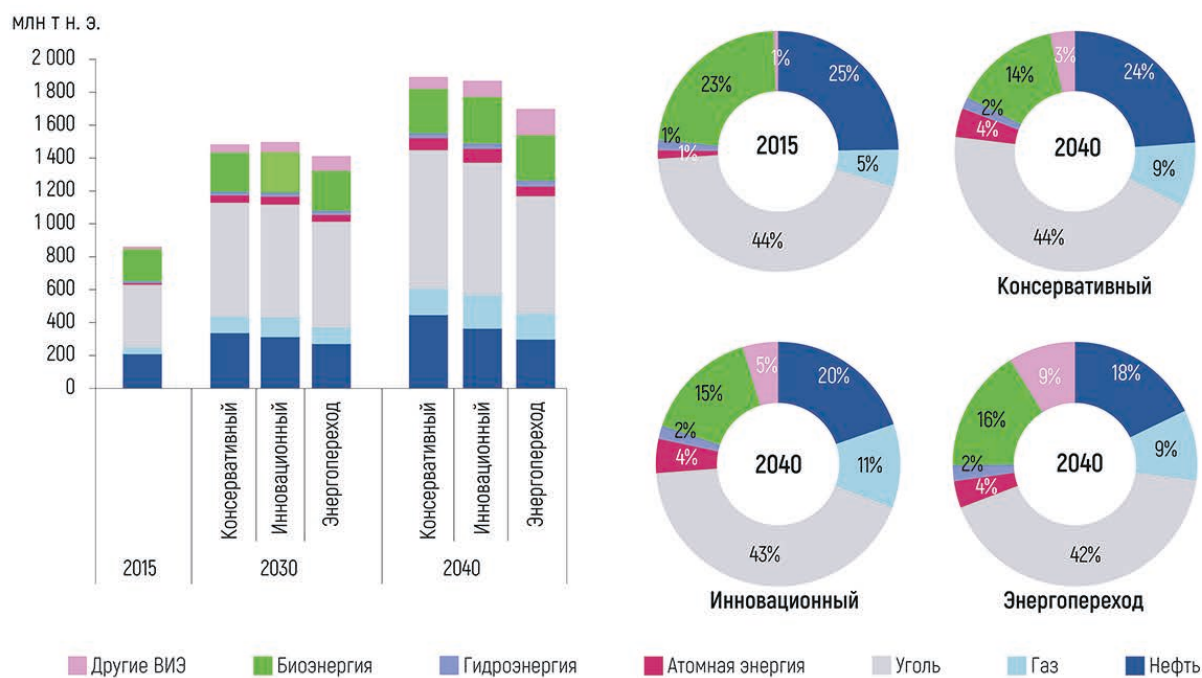 млн т н. э.
2 000
1 800
1 600
1 400
1 200
1 000
800
600
400
200
0
Консервативный
Инновационный
Энергопереход
Консервативный
Инновационный
Энергопереход
2015
2030
2040
1%
25%
23%
1%
1%
5%
44%
2015
3%
24%
14%
2%
4%
9%
44%
2040
Консервативный
5%
20%
15%
2%
4%
11%
43%
2040
Инновационный
9%
18%
16%
2%
4%
9%
42%
2040
Энергопереход
Другие ВИЭ
Биоэнергия
Гидроэнергия
Атомная энергия
Уголь
Газ
Нефть